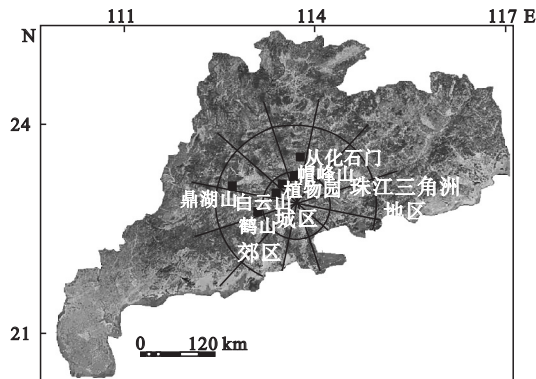 111 114 117 E
N
24
从化石门
帽峰山
植物园 珠江三角洲
鼎湖山 白云山
城区 地区
鹤山
郊区
21
0 120 km